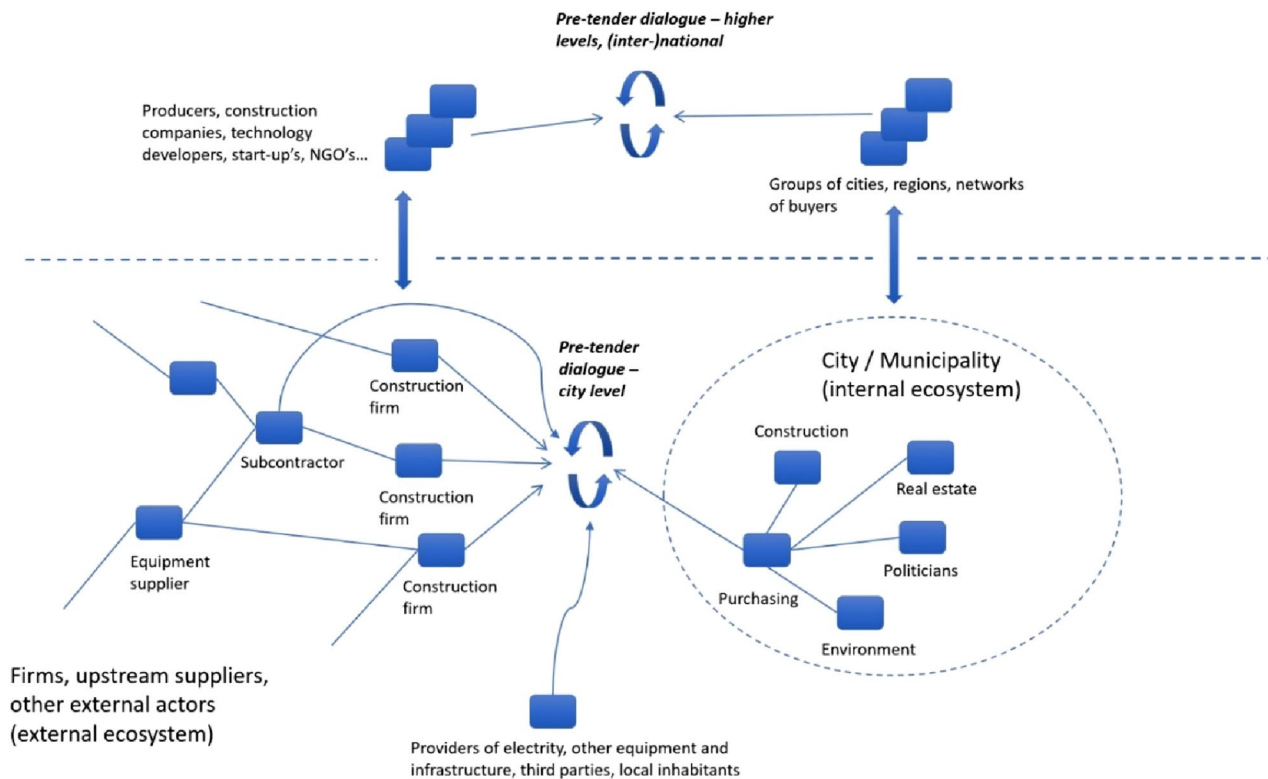 Pre-tender dialogue – higher
levels, (inter-)national
Producers, construction
companies, technology
developers, start-up's, NGO's...
Groups of cities, regions, networks
of buyers
Pre-tender
dialogue –
city level
City / Municipality
(internal ecosystem)
Construction
firm
Construction
Subcontractor
Real estate
Construction
firm
Equipment
supplier
Construction
firm
Politicians
Purchasing
Environment
Firms, upstream suppliers,
other external actors
(external ecosystem)
Providers of electrity, other equipment and
infrastructure, third parties, local inhabitants